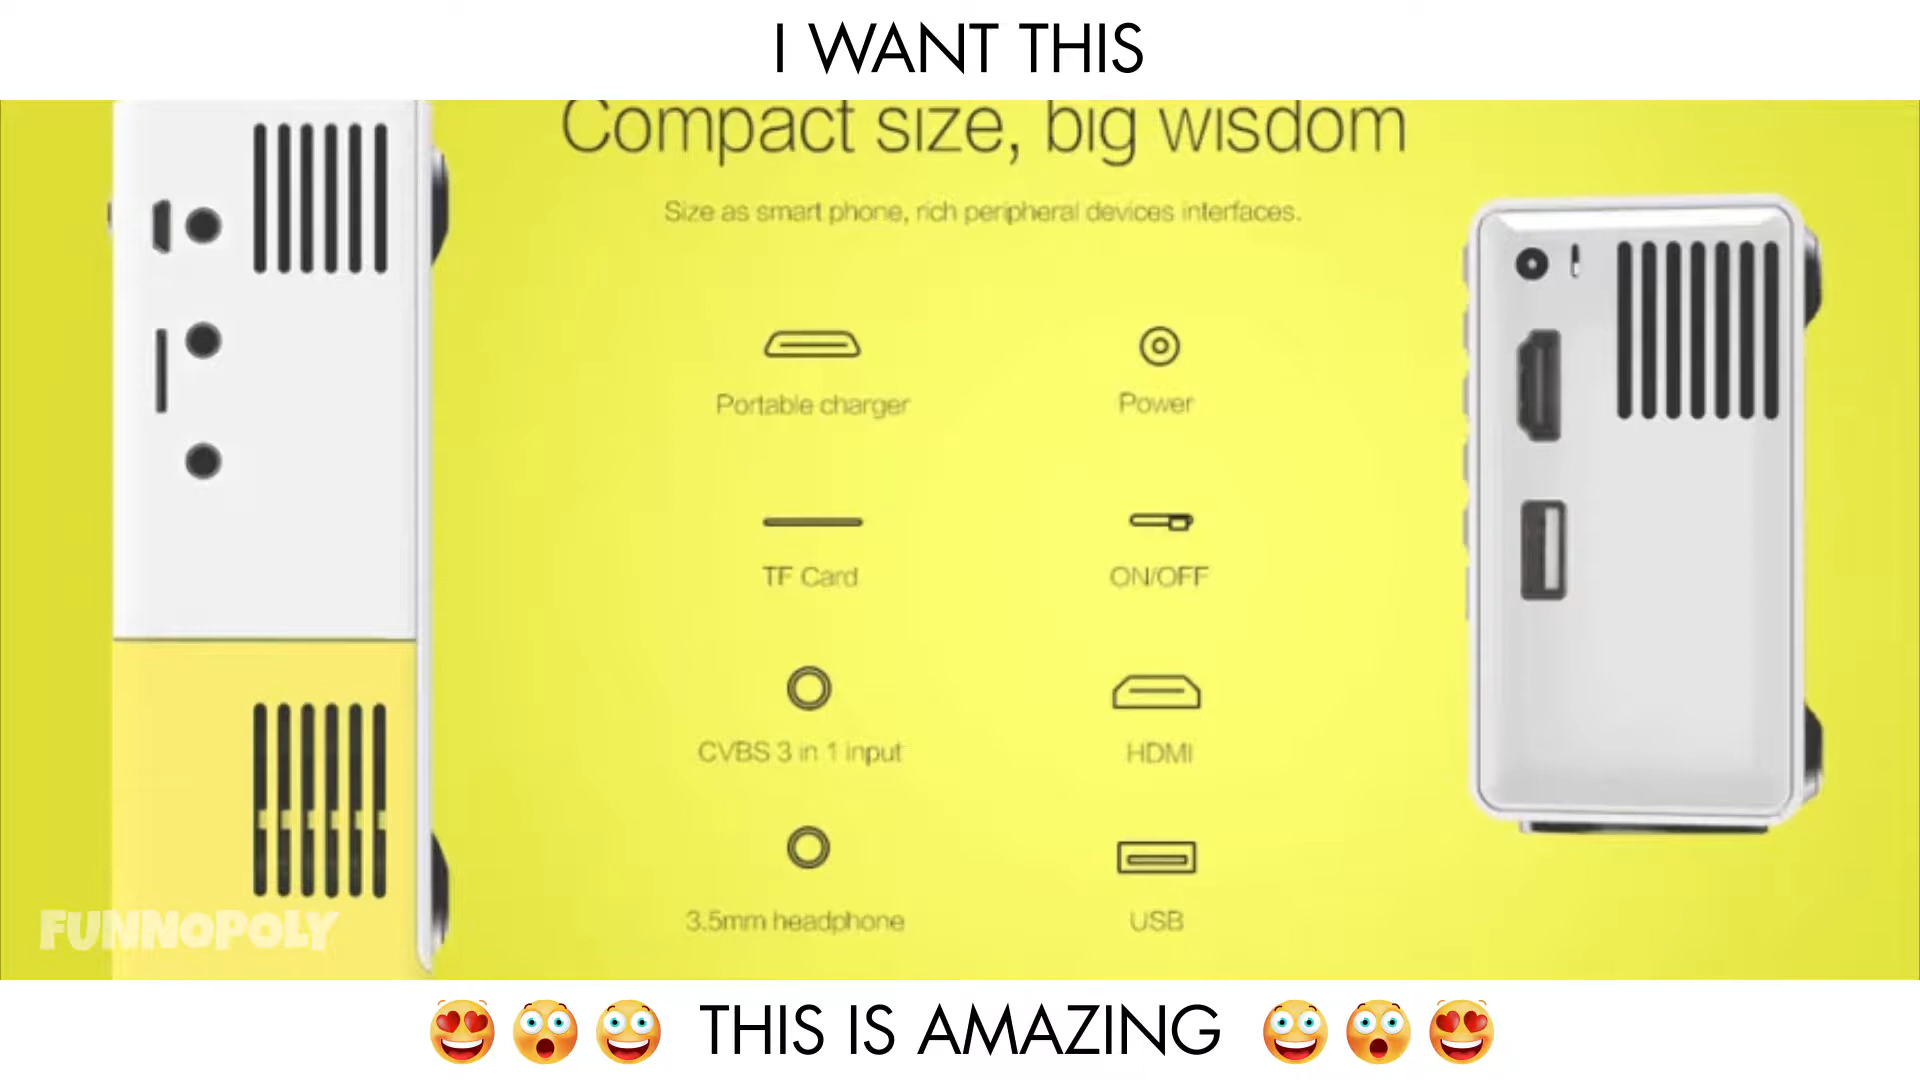 I WANT THIS
Compact size, big wisdom
Size as smart phone, rich peripheral devices interfaces.
Portable charger
Power
TF Card
ON/OFF
CVBS 3 in 1 input
HDMI
3.5mm headphone
USB
FUNNOPOLY
THIS IS AMAZING